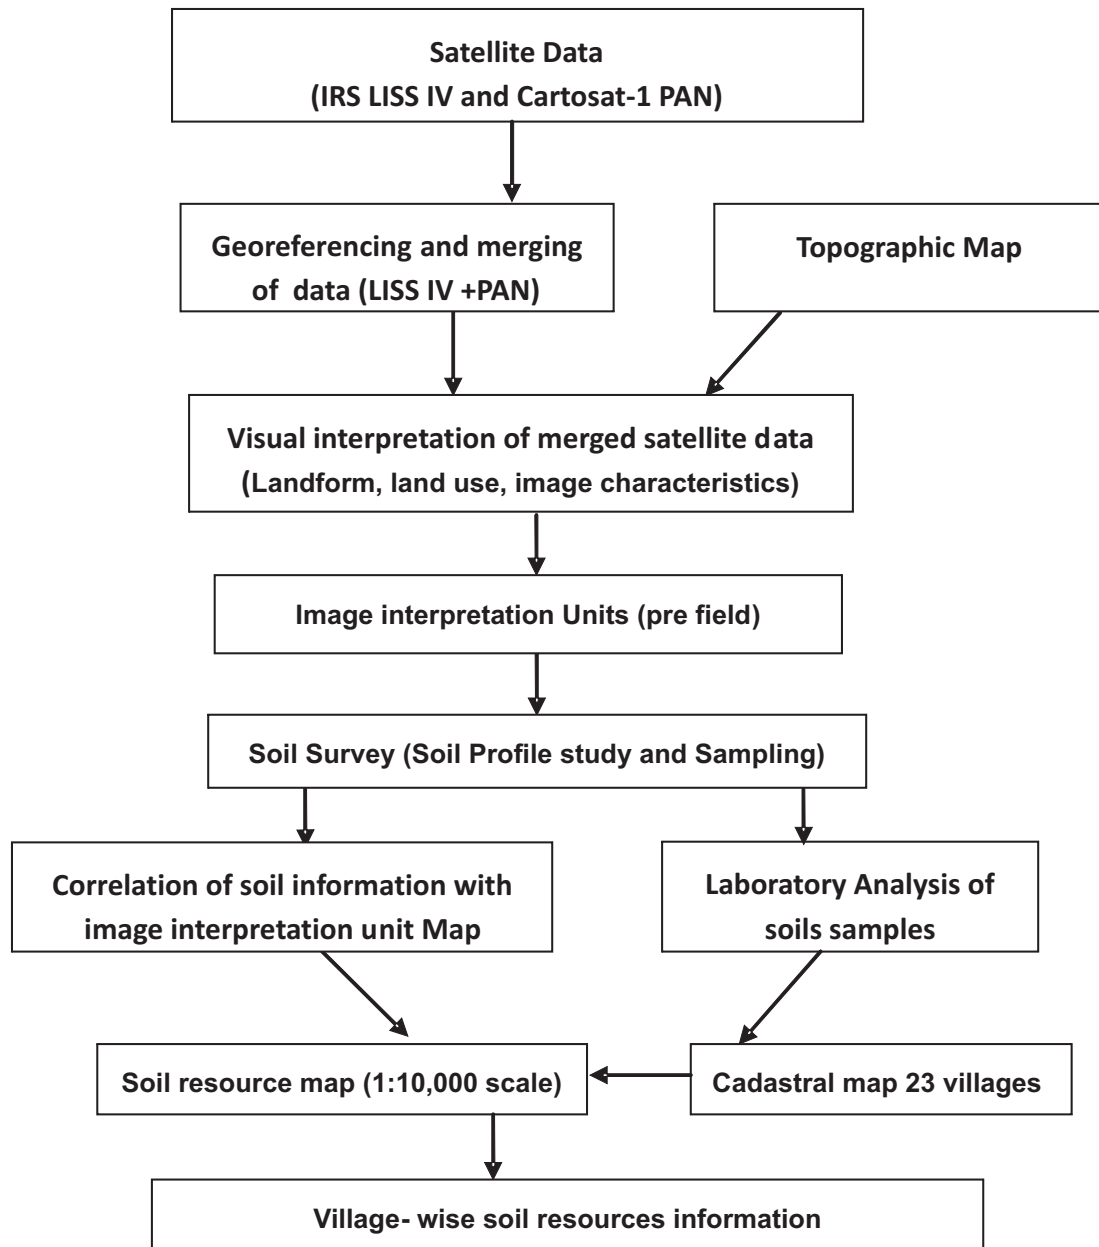 Satellite Data
(IRS LISS IV and Cartosat-1 PAN)
Georeferencing and merging
of data (LISS IV +PAN)
Topographic Map
Visual interpretation of merged satellite data
(Landform, land use, image characteristics)
Image interpretation Units (pre field)
Soil Survey (Soil Profile study and Sampling)
Correlation of soil information with
image interpretation unit Map
Laboratory Analysis of
soils samples
Soil resource map (1:10,000 scale)
Cadastral map 23 villages
Village- wise soil resources information